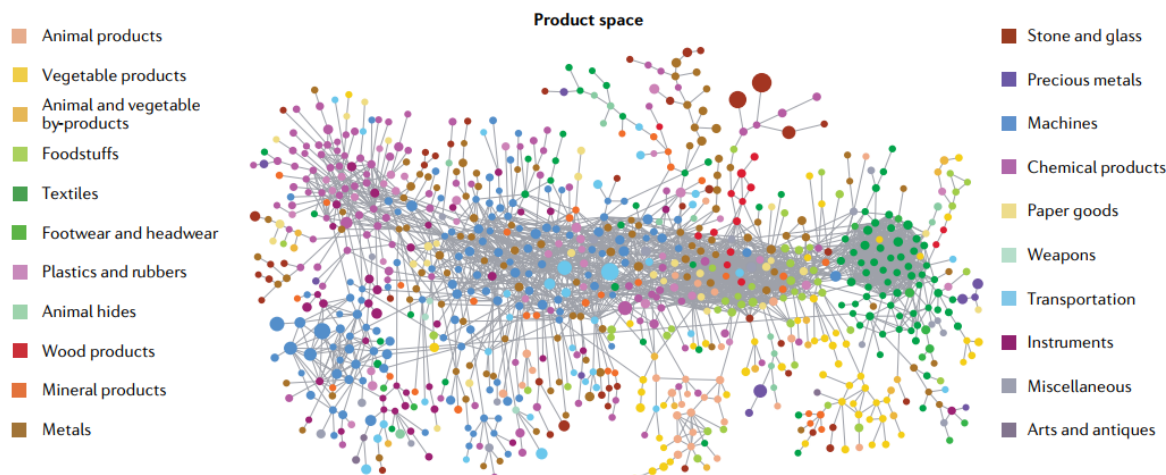 Product space
Animal products
Vegetable products
Animal and vegetable
by-products
Foodstuffs
Textiles
Footwear and headwear
Plastics and rubbers
Animal hides
Wood products
Mineral products
Metals
Stone and glass
Precious metals
Machines
Chemical products
Paper goods
Weapons
Transportation
Instruments
Miscellaneous
Arts and antiques